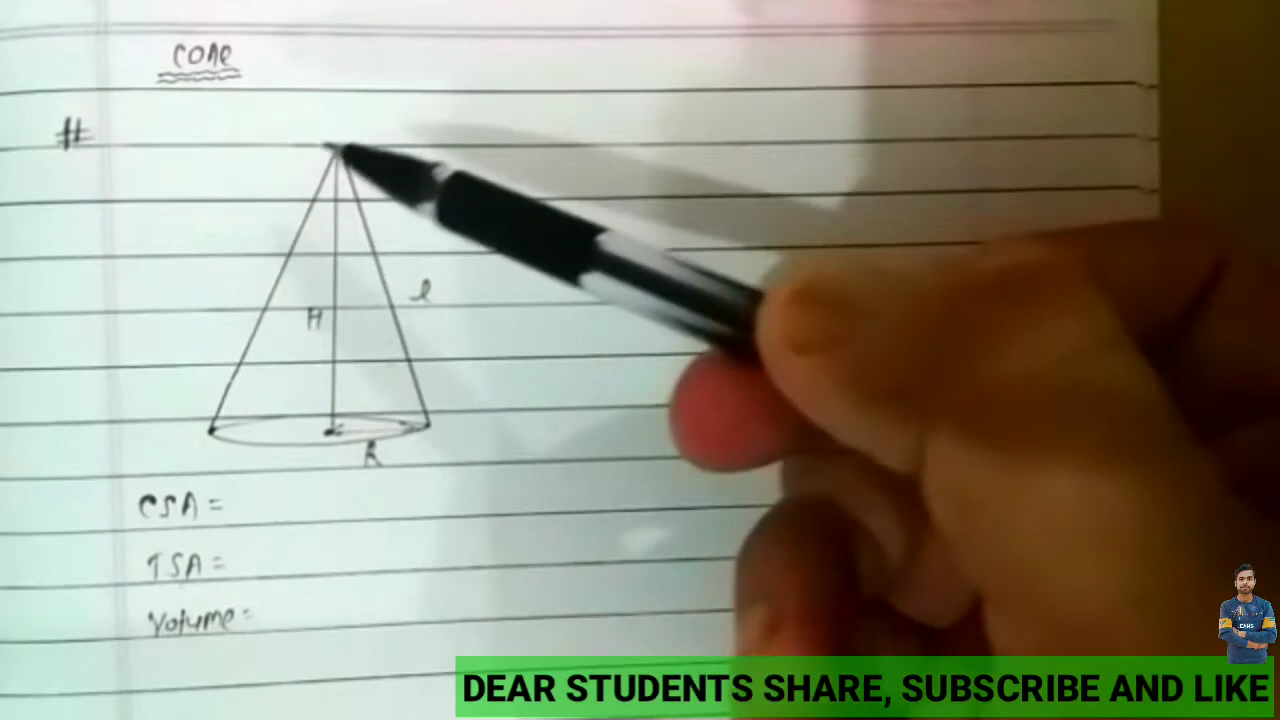 cone
#
H
l
R
CSA =
TSA =
Volume =
DEAR STUDENTS SHARE, SUBSCRIBE AND LIKE